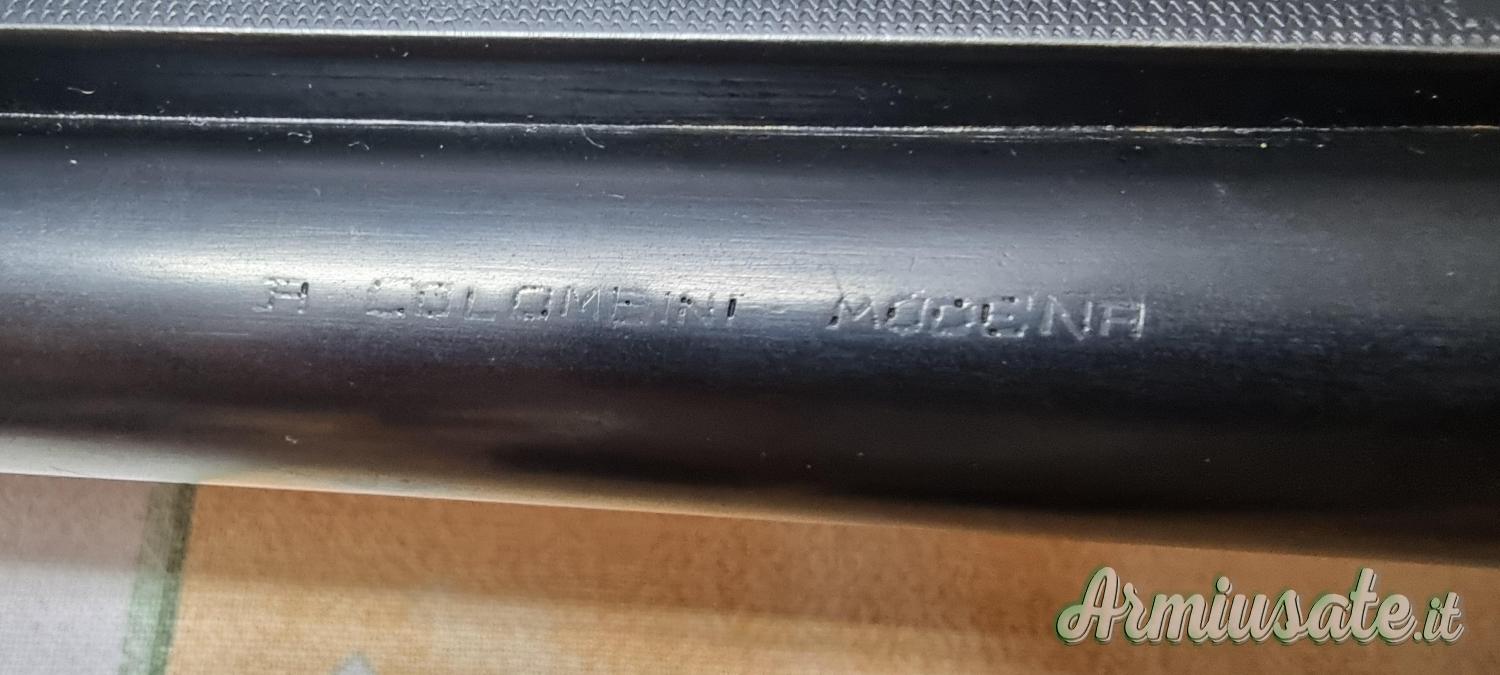 A COLOMBINI - MODENA
Armiusate.it